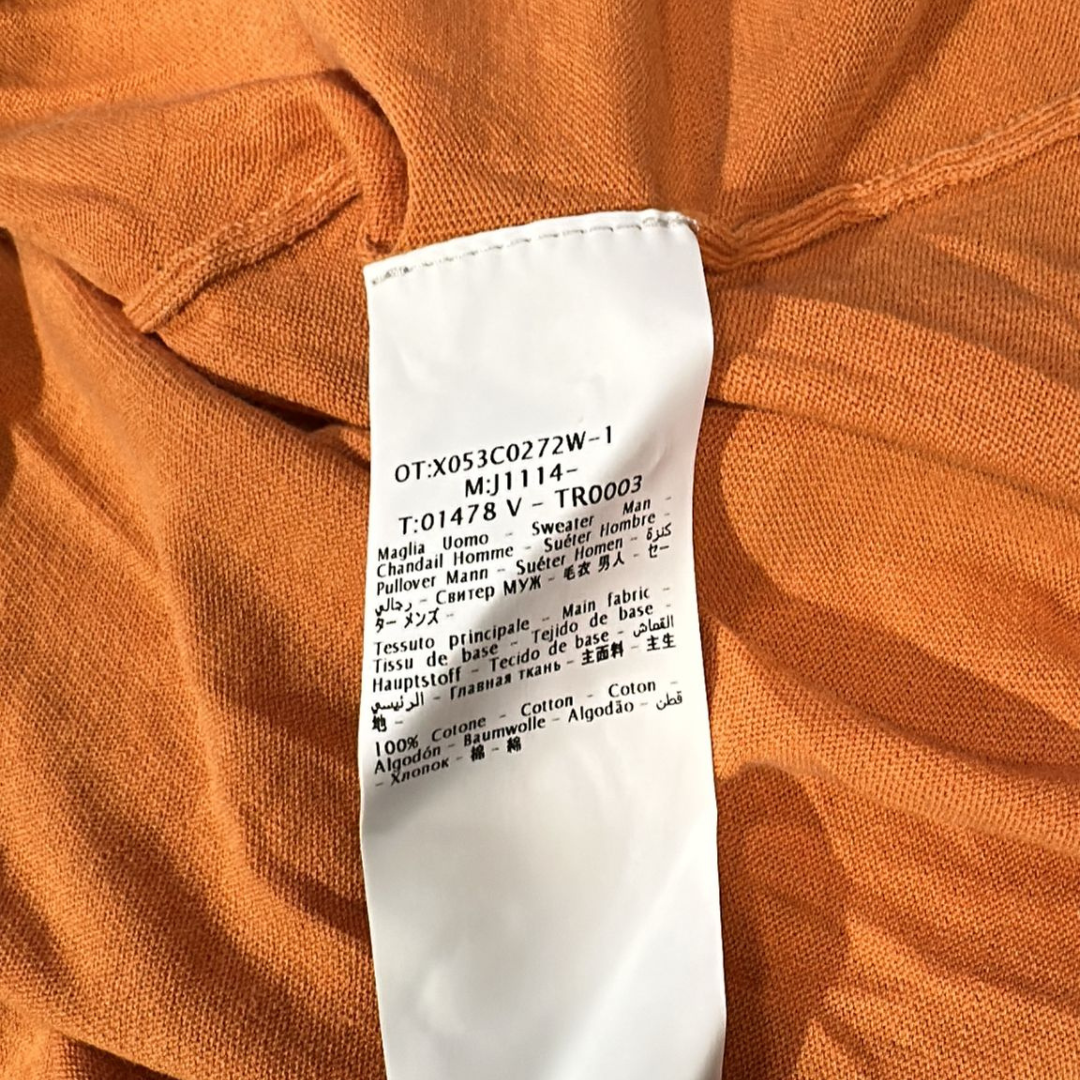 OT:X053C0272W-1
M:J1114-
T:01478 V - TR0003
Maglia Uomo - Sweater Man -
Chandail Homme - Suéter Hombre -
Pullover Mann - Suéter Homen - كنزة
رجالي - Свитер МУЖ - 毛衣 男人 - セー
ター メンズ -
Tessuto principale - Main fabric -
Tissu de base - Tejido de base -
Hauptstoff - Tecido de base - القماش
الرئيسي - Главная ткань - 主面料 - 主生
地 -
100% Cotone - Cotton - Coton -
Algodón - Baumwolle - Algodão - قطن
- Хлопок - 棉 - 綿